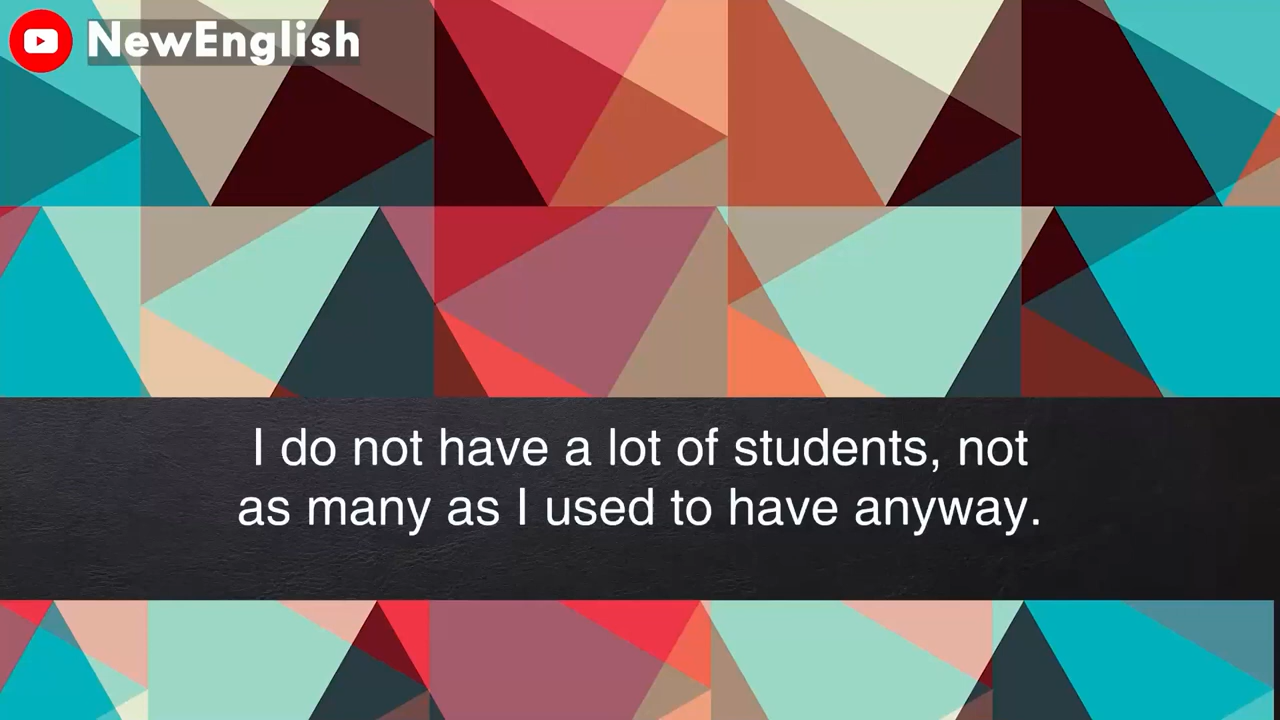 NewEnglish
I do not have a lot of students, not
as many as I used to have anyway.